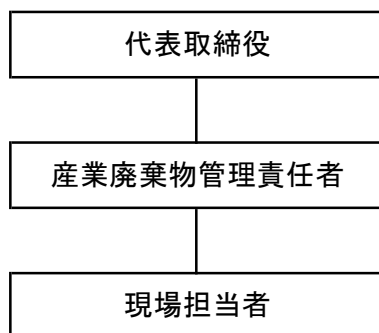 代表取締役
産業廃棄物管理責任者
現場担当者